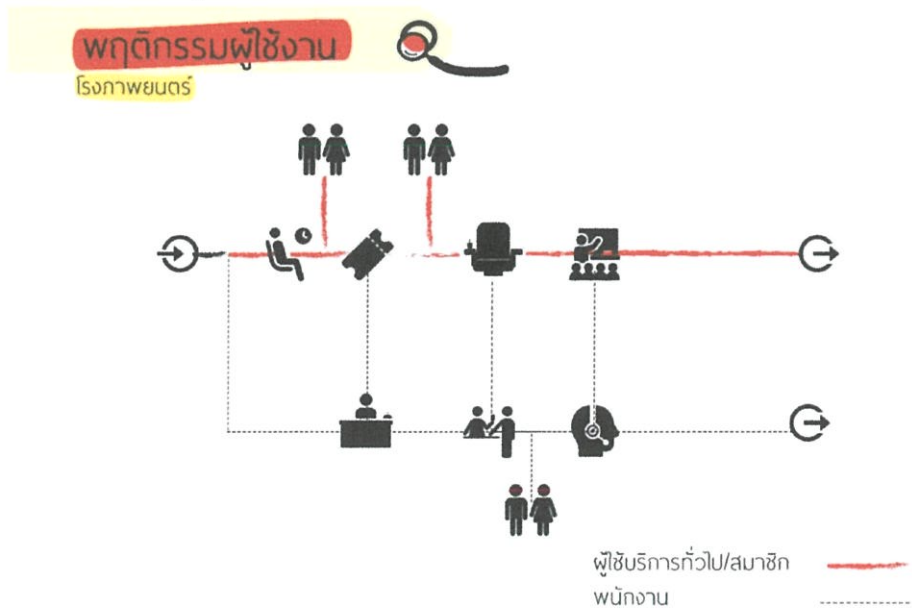 พฤติกรรมผู้ใช้งาน
โรงภาพยนตร์
ผู้ใช้บริการทั่วไป/สมาชิก
พนักงาน